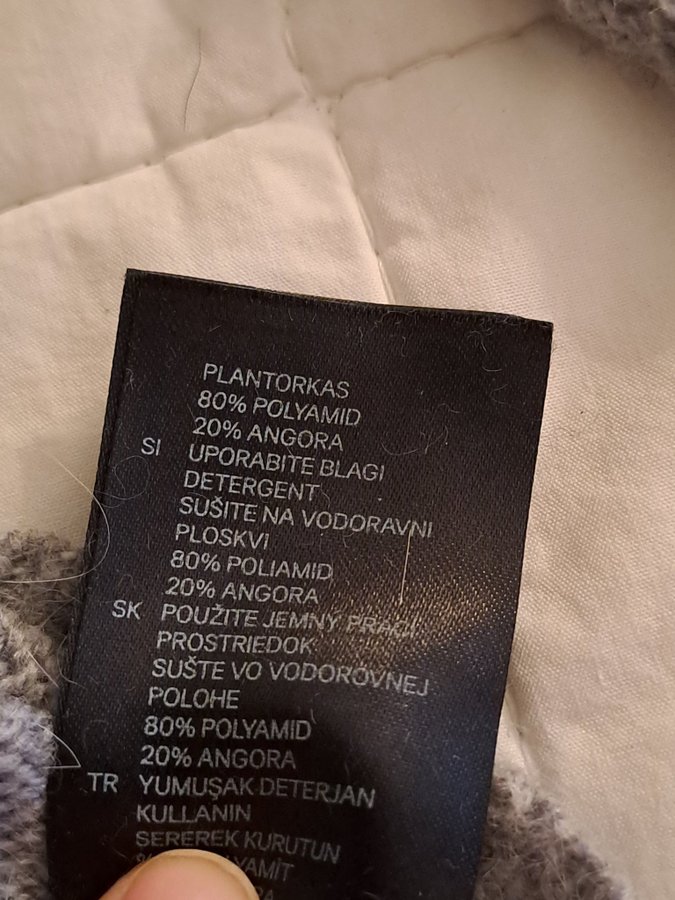 PLANTORKAS
80% POLYAMID
20% ANGORA
SI UPORABITE BLAGI
DETERGENT
SUŠITE NA VODORAVNI
PLOSKVI
80% POLIAMID
20% ANGORA
SK POUŽITE JEMNÝ PRACÍ
PROSTRIEDOK
SUŠTE VO VODOROVNEJ
POLOHE
80% POLYAMID
20% ANGORA
TR YUMUŞAK DETERJAN
KULLANIN
SEREREK KURUTUN